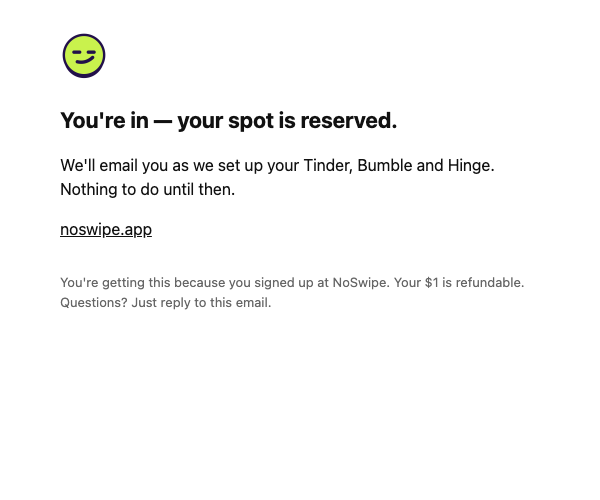 You're in — your spot is reserved.
We'll email you as we set up your Tinder, Bumble and Hinge.
Nothing to do until then.
noswipe.app
You're getting this because you signed up at NoSwipe. Your $1 is refundable.
Questions? Just reply to this email.